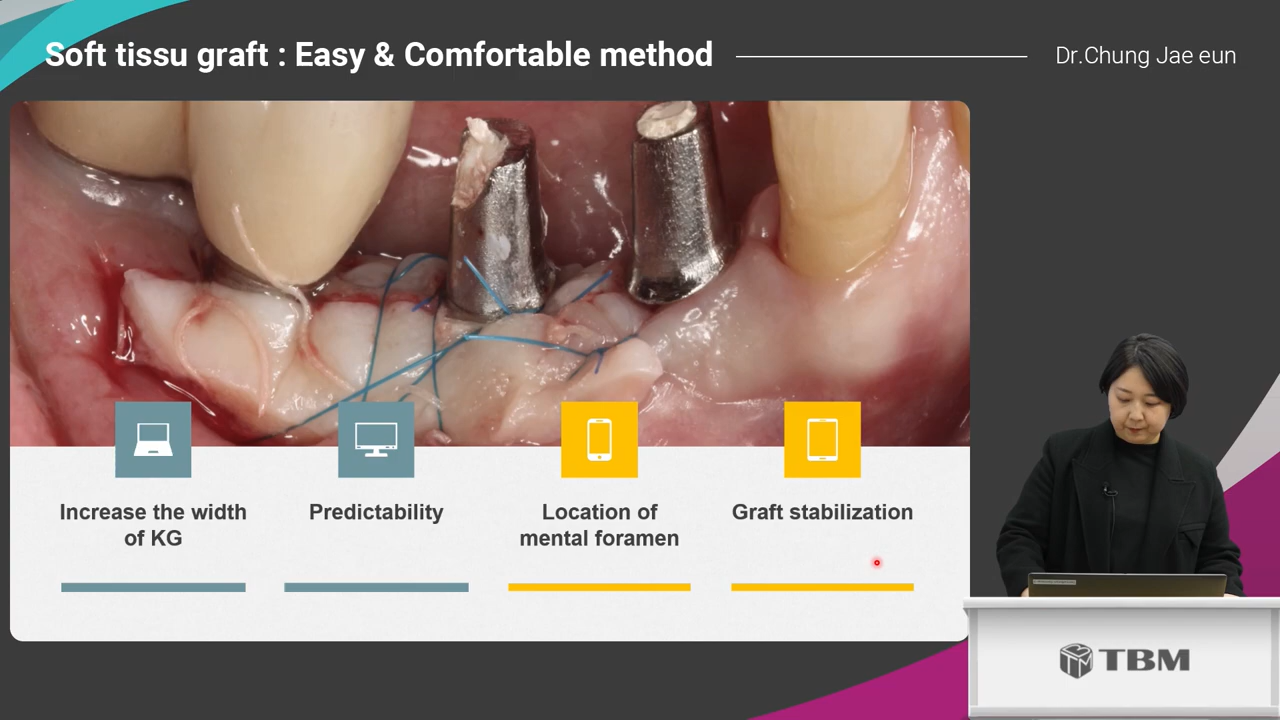 Soft tissu graft : Easy & Comfortable method
Dr.Chung Jae eun
Increase the width
of KG
Predictability
Location of
mental foramen
Graft stabilization
TBM